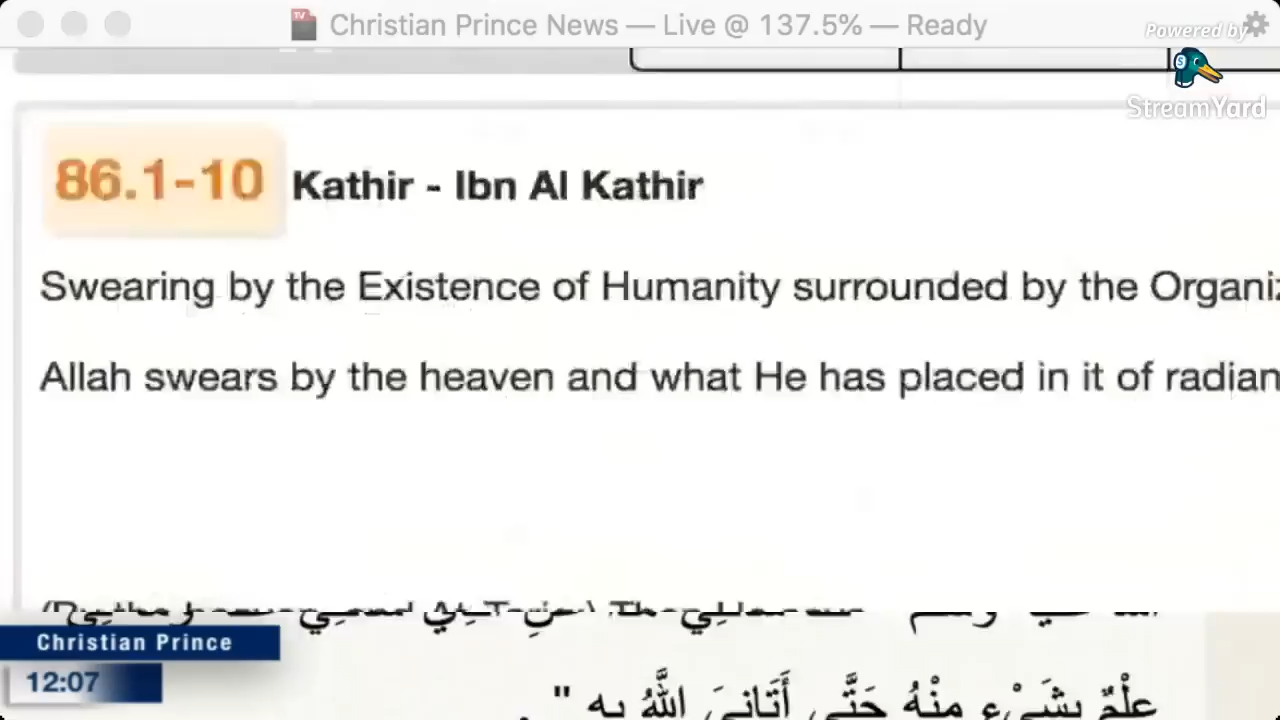 Christian Prince News — Live @ 137.5% — Ready
Powered by
StreamYard
86.1-10 Kathir - Ibn Al Kathir
Swearing by the Existence of Humanity surrounded by the Organiz
Allah swears by the heaven and what He has placed in it of radian
Christian Prince
12:07
عِلْمٌ بِشَىْءٍ مِنْهُ حَتَّى أَتَانِيَ اللَّهُ بِهِ " .